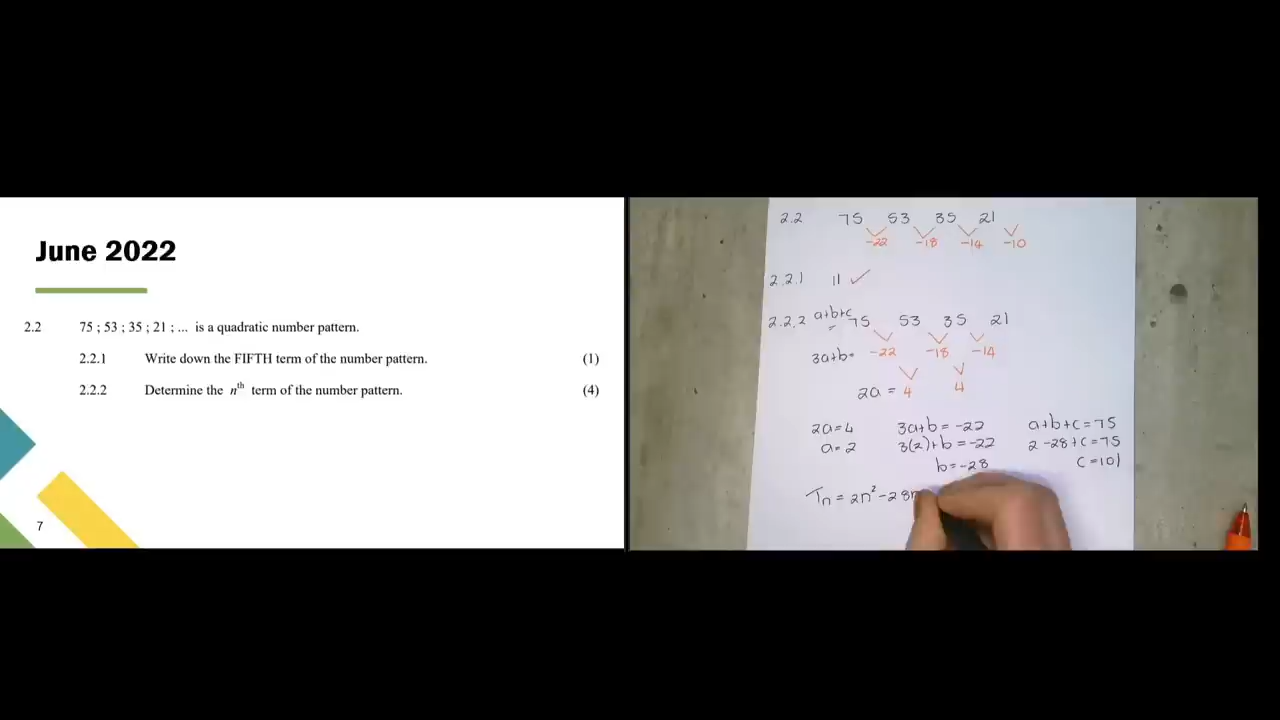 June 2022
2.2 75 ; 53 ; 35 ; 21 ; ... is a quadratic number pattern.
2.2.1 Write down the FIFTH term of the number pattern. (1)
2.2.2 Determine the nth term of the number pattern. (4)
7
2.2 75 53 35 21
-22 -18 -14 -10
2.2.1 11 ✓
2.2.2 a+b+c = 75 53 35 21
3a+b= -22 -18 -14
2a = 4 4
2a=4 3a+b = -22 a+b+c = 75
a=2 3(2)+b = -22 2 -28+c = 75
b = -28 c = 101
Tn = 2n² -28n